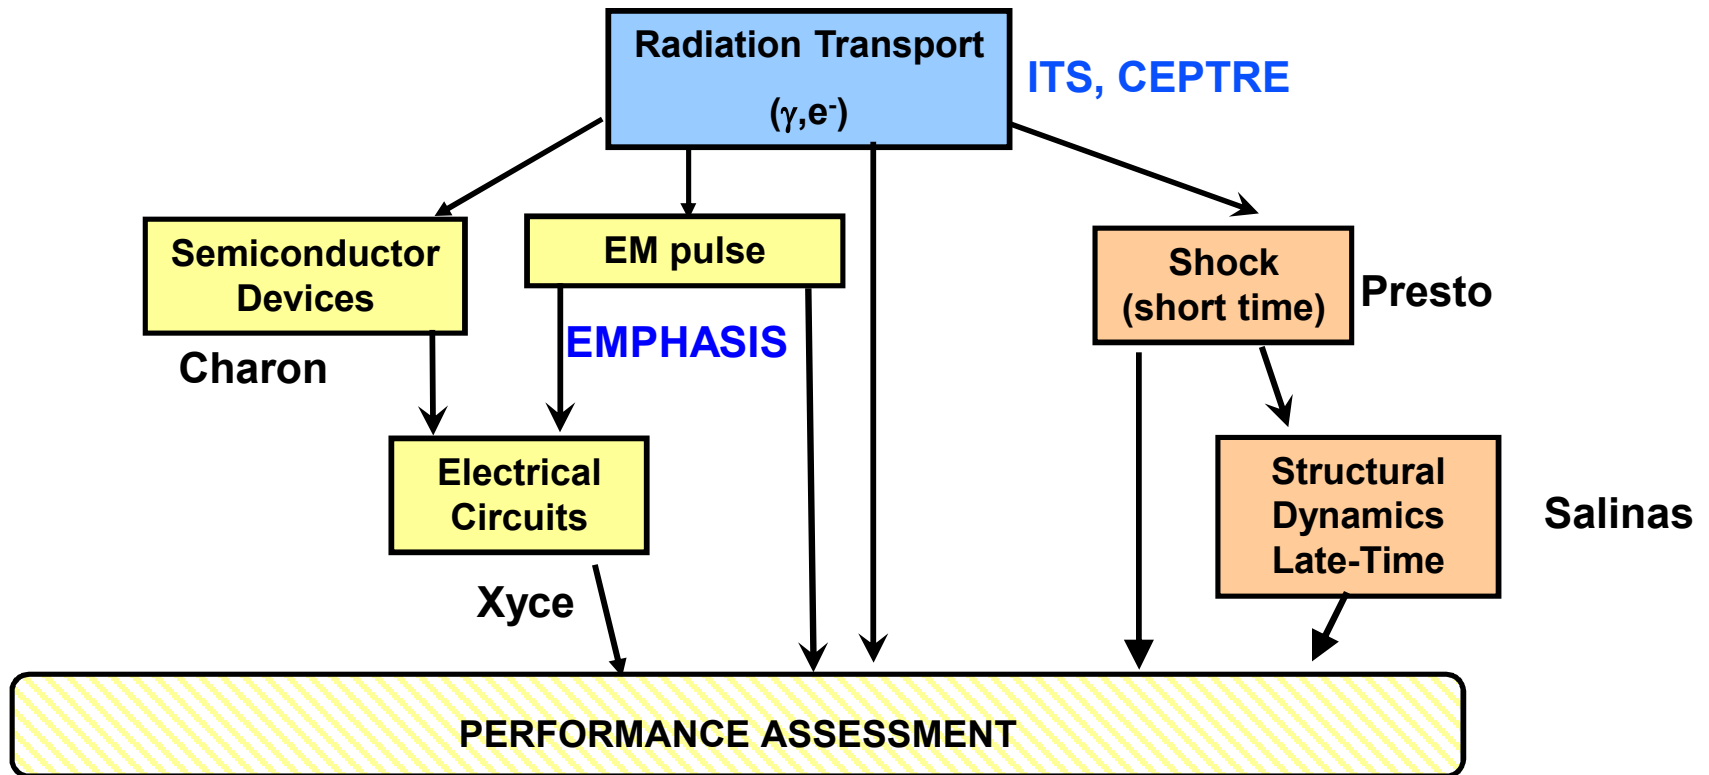 Radiation Transport
(γ,e-)
ITS, CEPTRE
Semiconductor
Devices
EM pulse
Shock
(short time)
Presto
EMPHASIS
Charon
Electrical
Circuits
Structural
Dynamics
Late-Time
Salinas
Xyce
PERFORMANCE ASSESSMENT